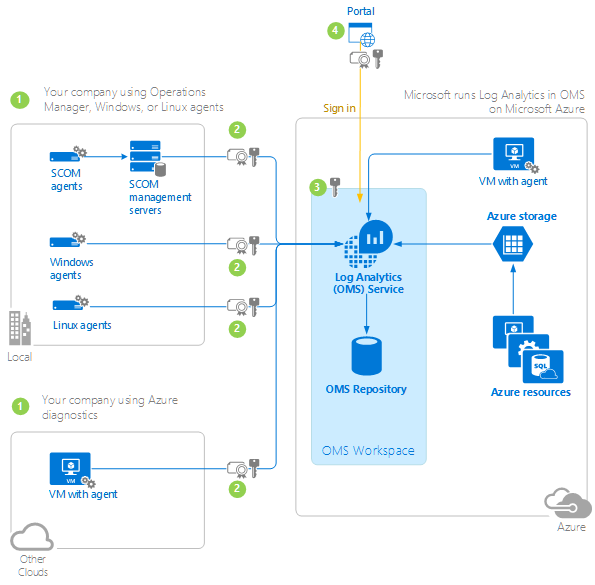 Portal
4
Sign in
1
Your company using Operations
Manager, Windows, or Linux agents
Microsoft runs Log Analytics in OMS
on Microsoft Azure
2
SCOM
agents
SCOM
management
servers
VM
VM with agent
3
Azure storage
Windows
agents
2
Log Analytics
(OMS) Service
Linux agents
2
Local
SQL
OMS Repository
Azure resources
1
Your company using Azure
diagnostics
OMS Workspace
VM
VM with agent
2
Azure
Other
Clouds